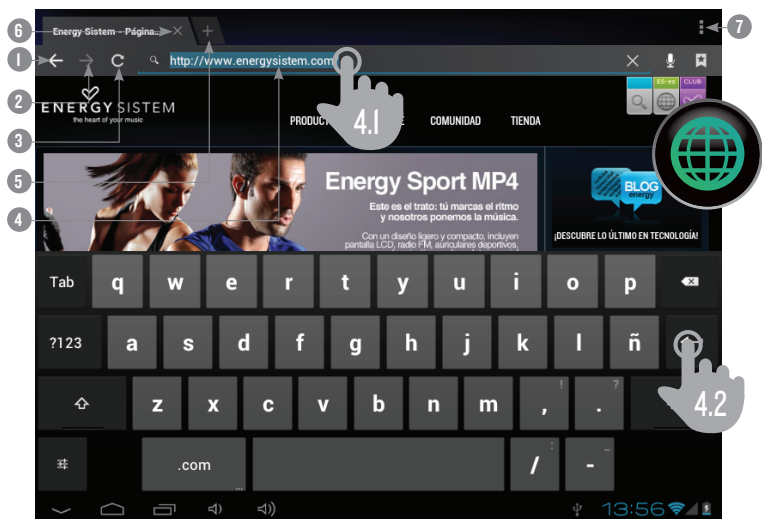 6
Energy Sistem - Página...
7
1
http://www.energysistem.com
2
ENERGY SISTEM
the heart of your music
3
ES-es
CLUB
4.1
COMUNIDAD
TIENDA
5
4
Energy Sport MP4
Este es el trato: tú marcas el ritmo
y nosotros ponemos la música.
Con un diseño ligero y compacto, incluyen
pantalla LCD, radio FM, auriculares deportivos,
BLOG
energy
¡DESCUBRE LO ÚLTIMO EN TECNOLOGÍA!
Tab q w e r t y u i o p
?123 a s d f g h j k l ñ
z x c v b n m , ! . ?
4.2
.com ... / : - _
13:56